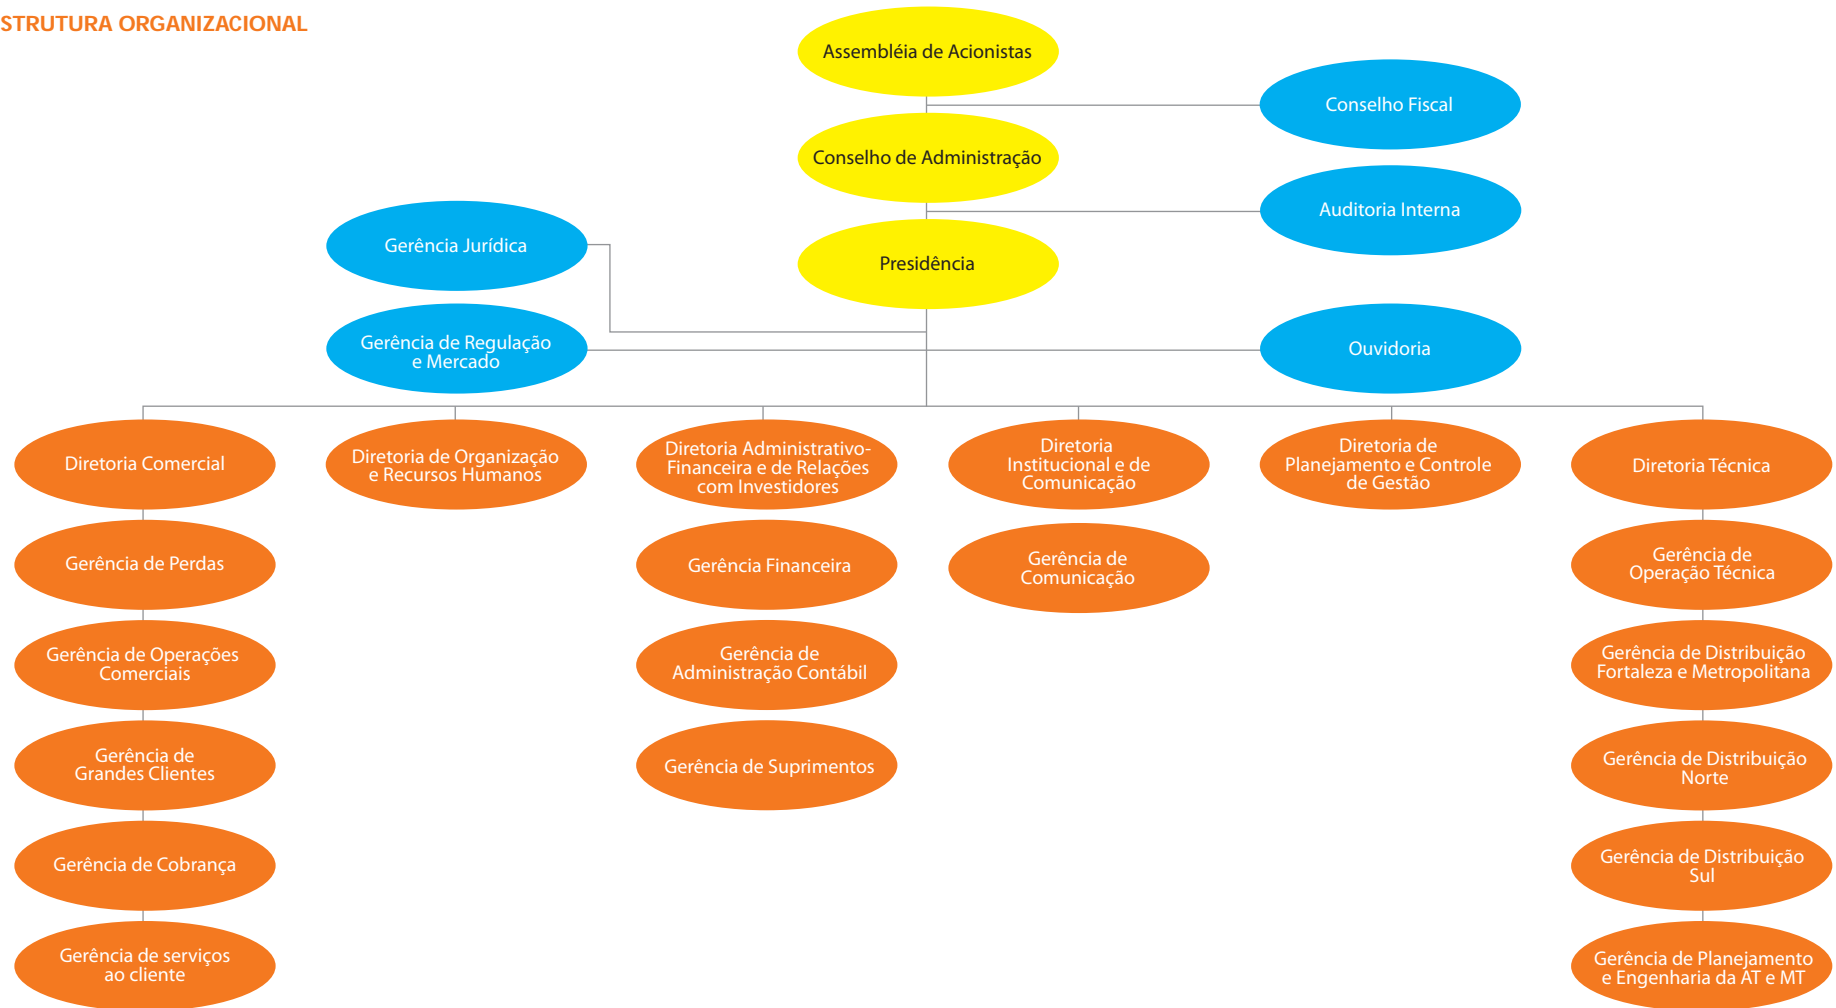 STRUTURA ORGANIZACIONAL
Assembléia de Acionistas
Conselho Fiscal
Conselho de Administração
Auditoria Interna
Gerência Jurídica
Presidência
Gerência de Regulação
e Mercado
Ouvidoria
Diretoria Comercial
Diretoria de Organização
e Recursos Humanos
Diretoria Administrativo-
Financeira e de Relações
com Investidores
Diretoria
Institucional e de
Comunicação
Diretoria de
Planejamento e Controle
de Gestão
Diretoria Técnica
Gerência de Perdas
Gerência Financeira
Gerência de
Comunicação
Gerência de
Operação Técnica
Gerência de Operações
Comerciais
Gerência de
Administração Contábil
Gerência de Distribuição
Fortaleza e Metropolitana
Gerência de
Grandes Clientes
Gerência de Suprimentos
Gerência de Distribuição
Norte
Gerência de Cobrança
Gerência de Distribuição
Sul
Gerência de serviços
ao cliente
Gerência de Planejamento
e Engenharia da AT e MT